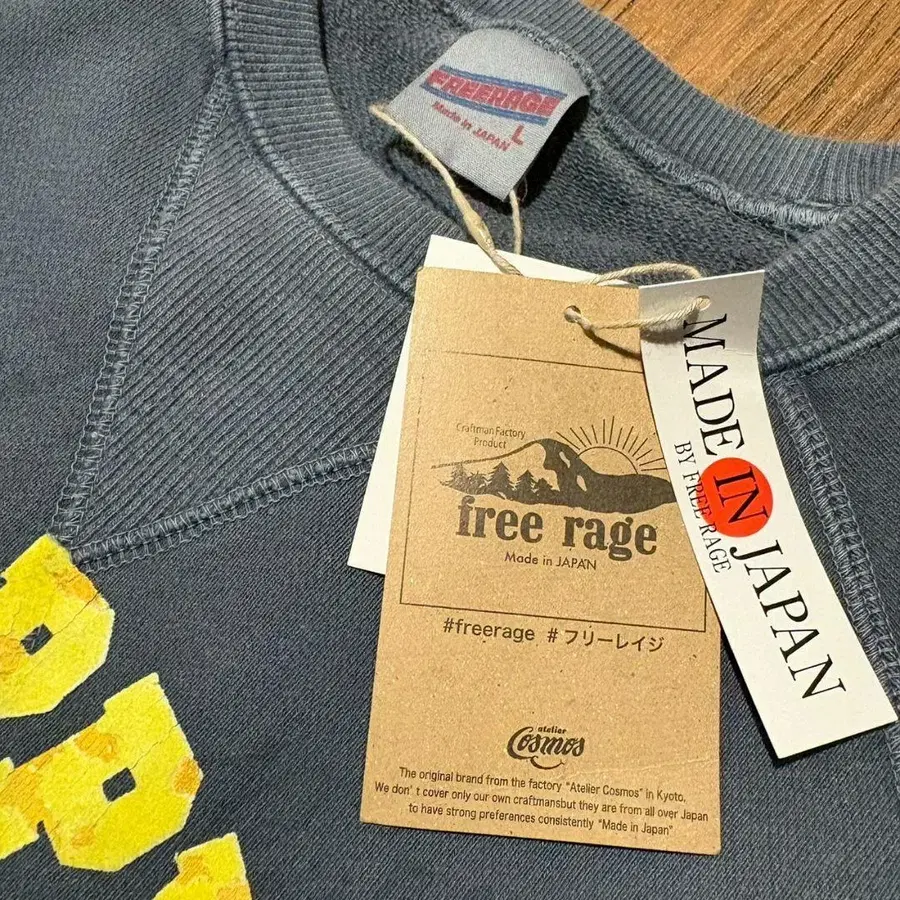 FREERAGE
Made in JAPAN
L
Craftman Factory
Product
free rage
Made in JAPAN
#freerage #フリーレイジ
atelier
Cosmos
The original brand from the factory "Atelier Cosmos" in Kyoto,
We don't cover only our own craftmansbut they are from all over Japan
to have strong preferences consistently "Made in Japan"
MADE IN JAPAN
BY FREE RAGE